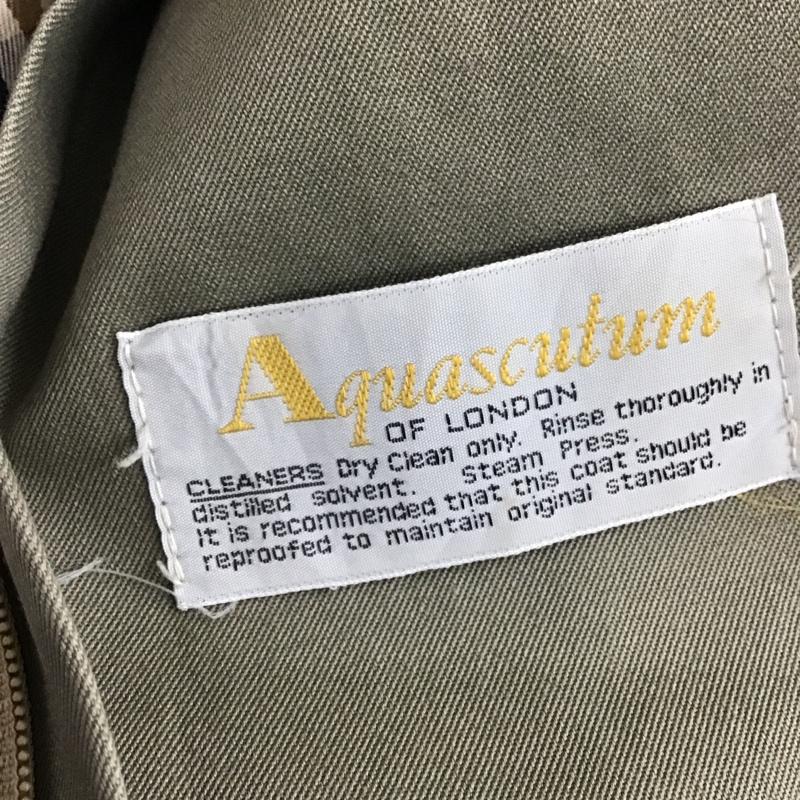 Aquascutum
OF LONDON
CLEANERS Dry Clean only. Rinse thoroughly in
distilled solvent. Steam Press.
It is recommended that this coat should be
reproofed to maintain original standard.